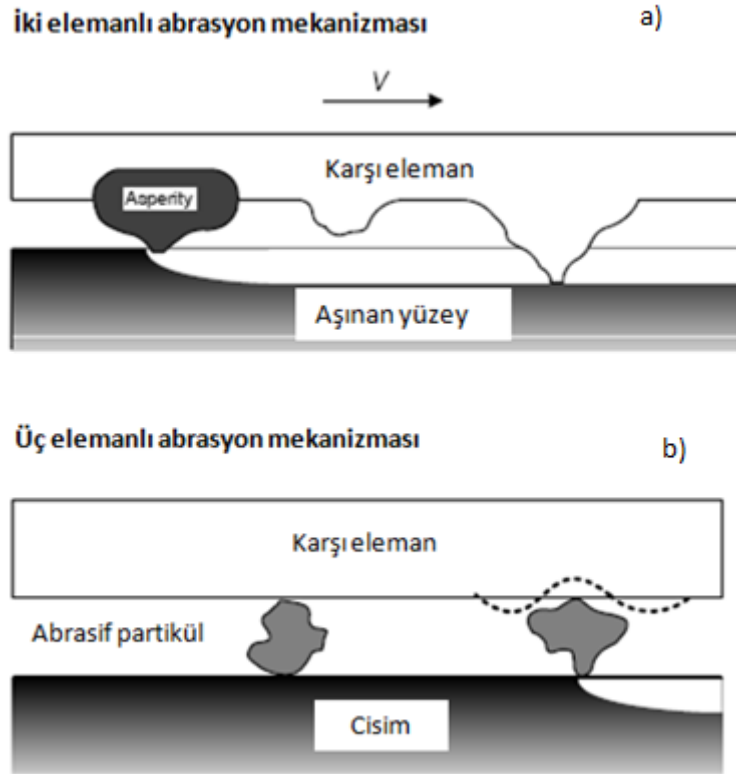 İki elemanlı abrasyon mekanizması
a)
V
Karşı eleman
Asperity
Aşınan yüzey
Üç elemanlı abrasyon mekanizması
b)
Karşı eleman
Abrasif partikül
Cisim